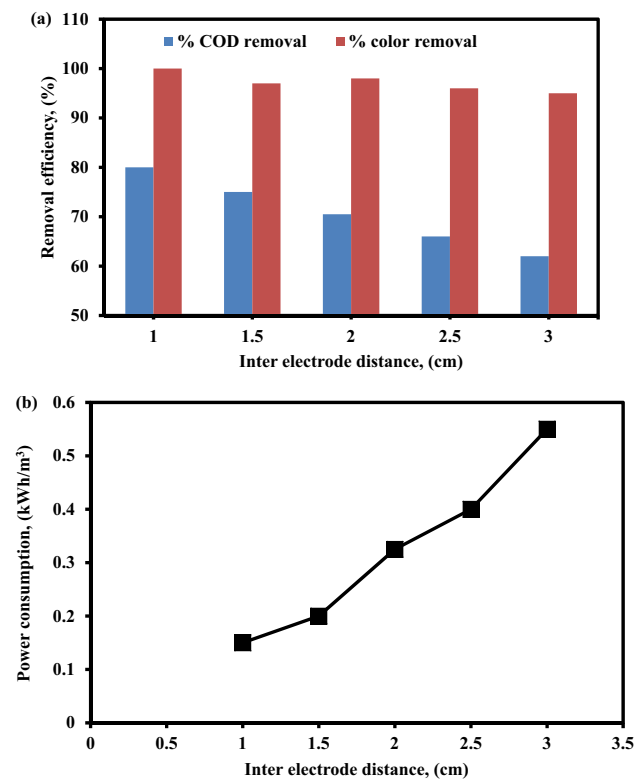 (a)
110
100
90
80
70
60
50
% COD removal % color removal
Removal efficiency, (%)
1 1.5 2 2.5 3
Inter electrode distance, (cm)
(b)
0.6
0.5
0.4
0.3
0.2
0.1
0
Power consumption, (kWh/m³)
0 0.5 1 1.5 2 2.5 3 3.5
Inter electrode distance, (cm)